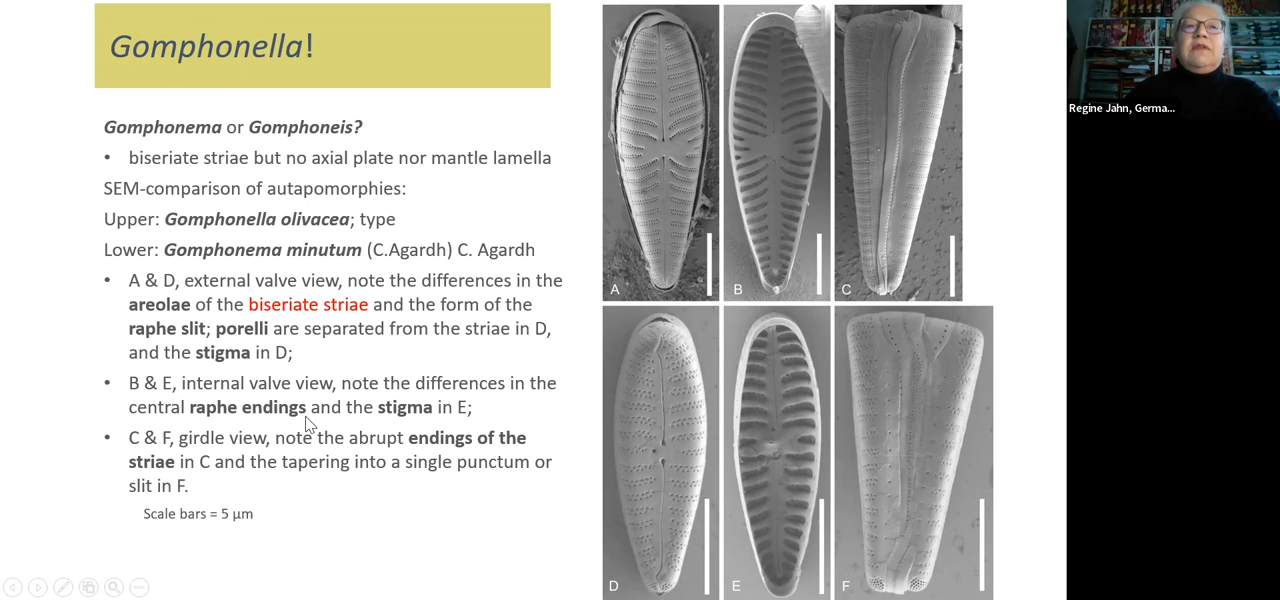 Gomphonella!
Gomphonema or Gomphoneis?
• biseriate striae but no axial plate nor mantle lamella
SEM-comparison of autapomorphies:
Upper: Gomphonella olivacea; type
Lower: Gomphonema minutum (C.Agardh) C. Agardh
• A & D, external valve view, note the differences in the
areolae of the biseriate striae and the form of the
raphe slit; porelli are separated from the striae in D,
and the stigma in D;
• B & E, internal valve view, note the differences in the
central raphe endings and the stigma in E;
• C & F, girdle view, note the abrupt endings of the
striae in C and the tapering into a single punctum or
slit in F.
Scale bars = 5 µm
A
B
C
D
E
F
Regine Jahn, Germa...